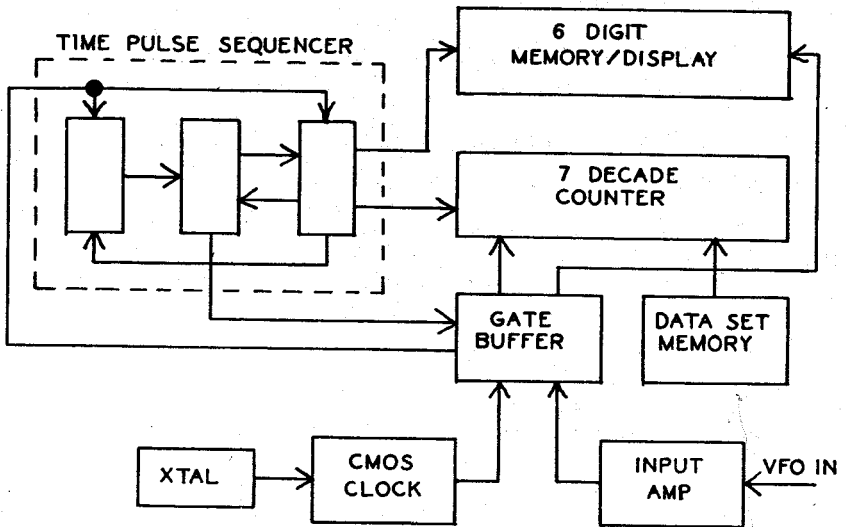 TIME PULSE SEQUENCER
6 DIGIT
MEMORY/DISPLAY
7 DECADE
COUNTER
GATE
BUFFER
DATA SET
MEMORY
XTAL
CMOS
CLOCK
INPUT
AMP
VFO IN